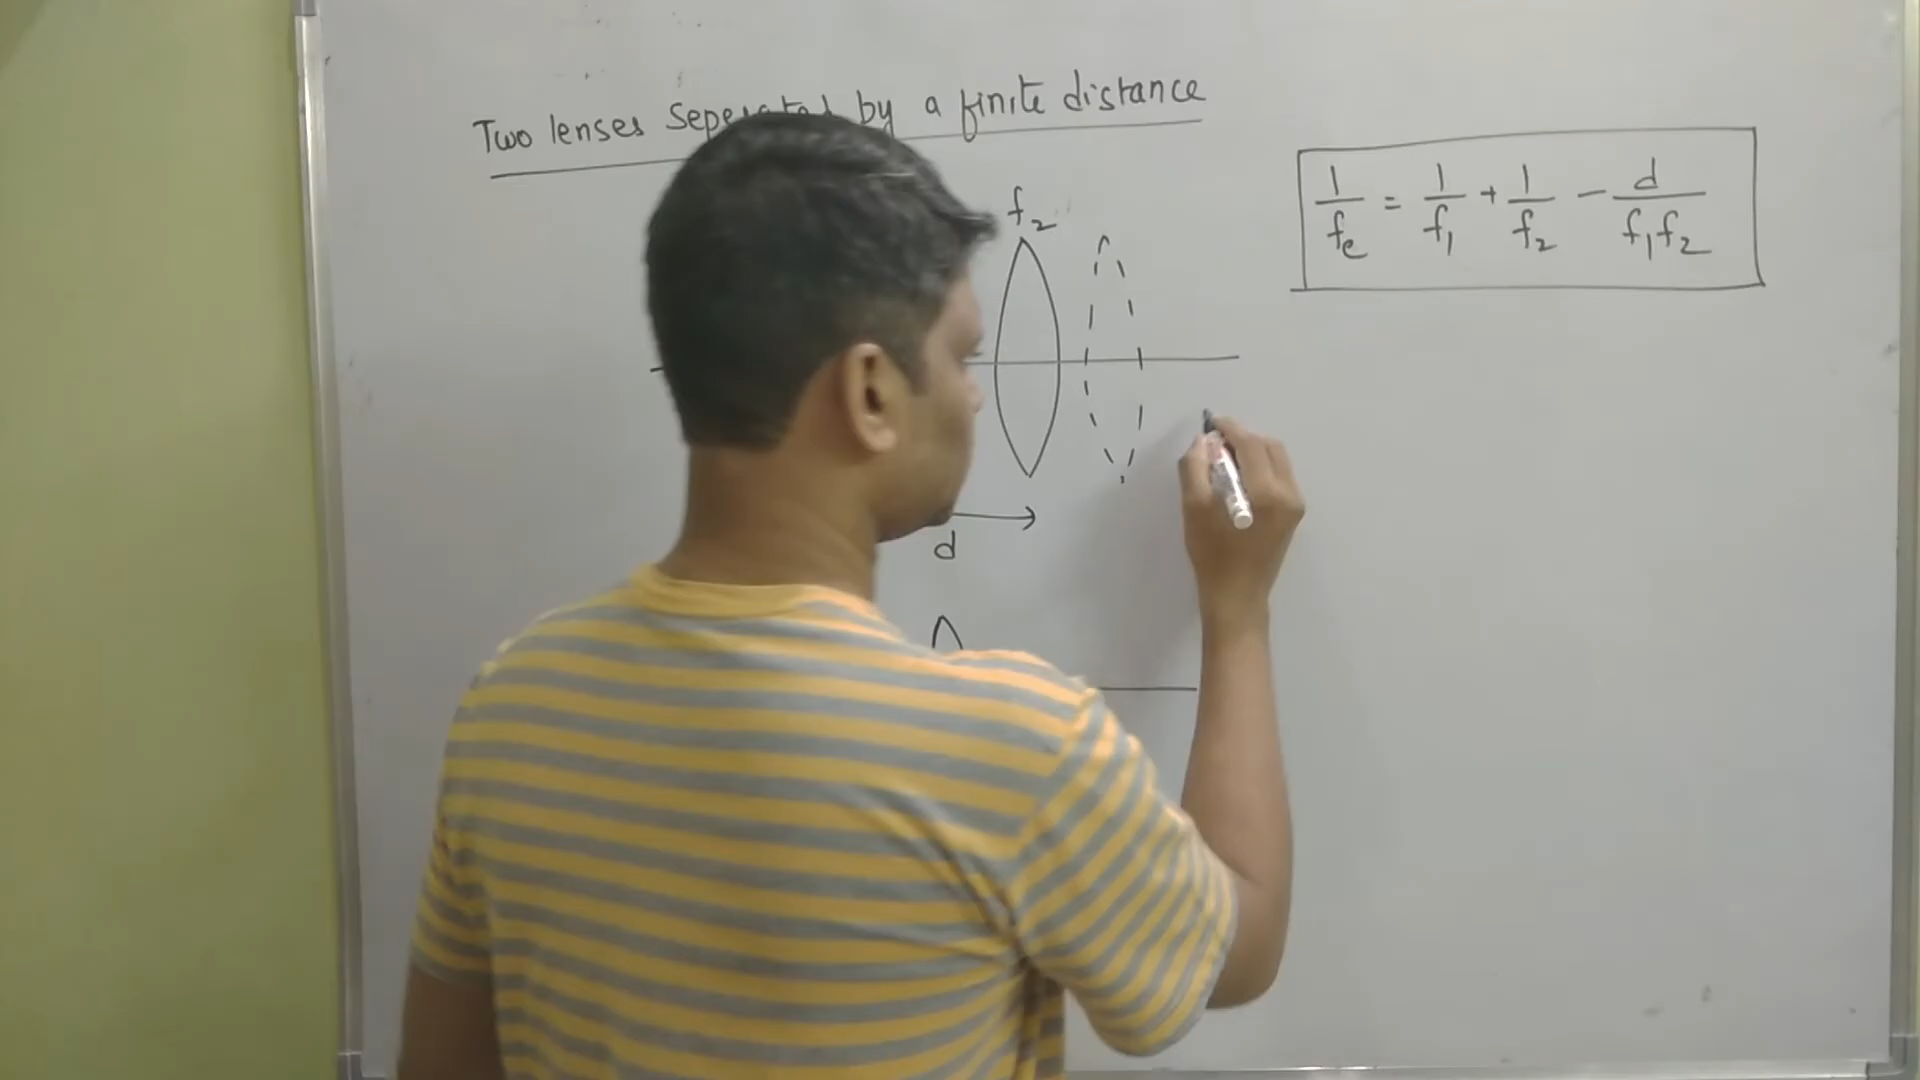 Two lenses by a finite distance
f₂
1/fₑ = 1/f₁ + 1/f₂ - d/f₁f₂
d